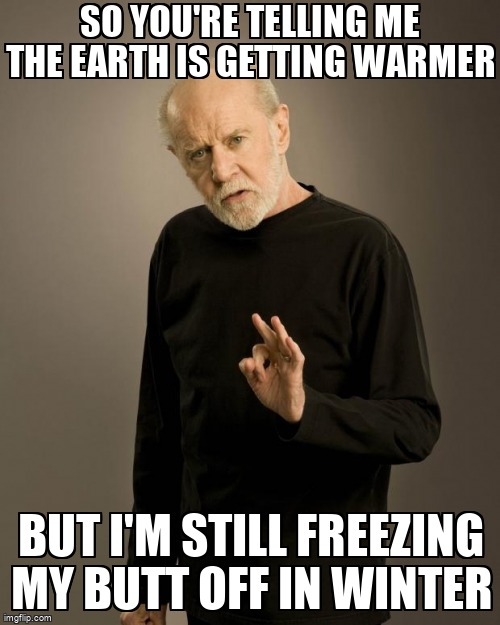 SO YOU'RE TELLING ME
THE EARTH IS GETTING WARMER
BUT I'M STILL FREEZING
MY BUTT OFF IN WINTER
imgflip.com